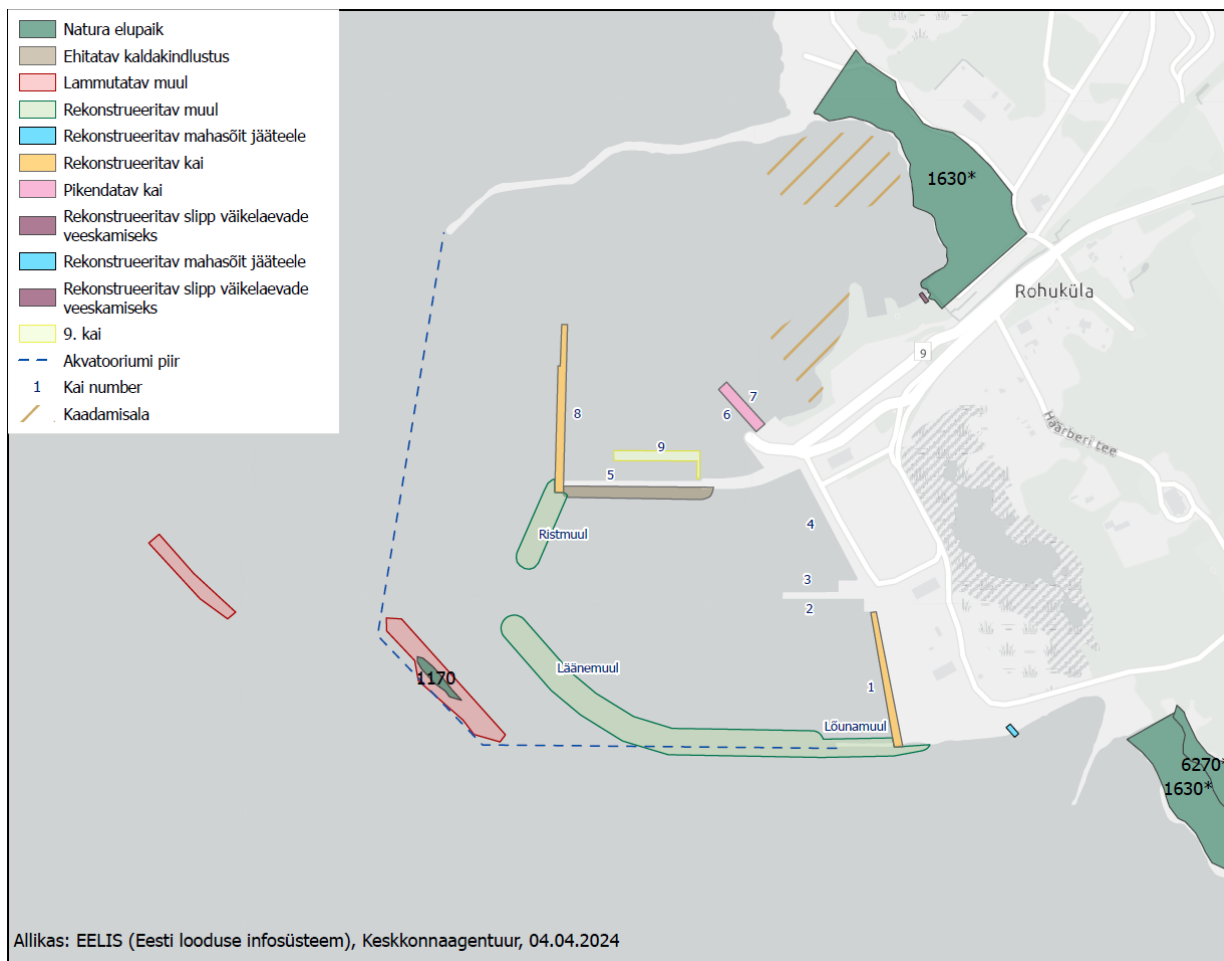 Natura elupaik
Ehitatav kaldakindlustus
Lammutatav muul
Rekonstrueeritav muul
Rekonstrueeritav mahasõit jääteele
Rekonstrueeritav kai
Pikendatav kai
Rekonstrueeritav slipp väikelaevade
veeskamiseks
Rekonstrueeritav mahasõit jääteele
Rekonstrueeritav slipp väikelaevade
veeskamiseks
9. kai
Akvatooriumi piir
1 Kai number
Kaadamisala
1630*
Rohuküla
9
Häärberi tee
8
7
6
9
5
4
Ristmuul
3
2
Läänemuul
1170
1
Lõunamuul
6270*
1630*
Allikas: EELIS (Eesti looduse infosüsteem), Keskkonnaagentuur, 04.04.2024